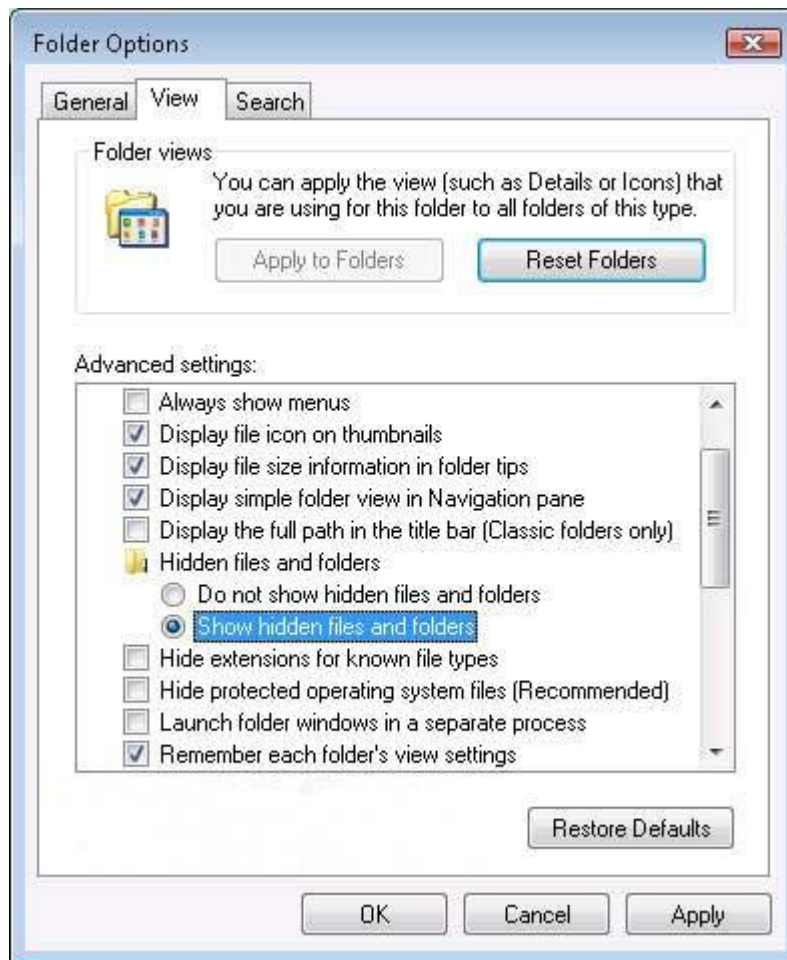 Folder Options
General View Search
Folder views
You can apply the view (such as Details or Icons) that
you are using for this folder to all folders of this type.
Apply to Folders Reset Folders
Advanced settings:
Always show menus
Display file icon on thumbnails
Display file size information in folder tips
Display simple folder view in Navigation pane
Display the full path in the title bar (Classic folders only)
Hidden files and folders
Do not show hidden files and folders
Show hidden files and folders
Hide extensions for known file types
Hide protected operating system files (Recommended)
Launch folder windows in a separate process
Remember each folder's view settings
Restore Defaults
OK Cancel Apply